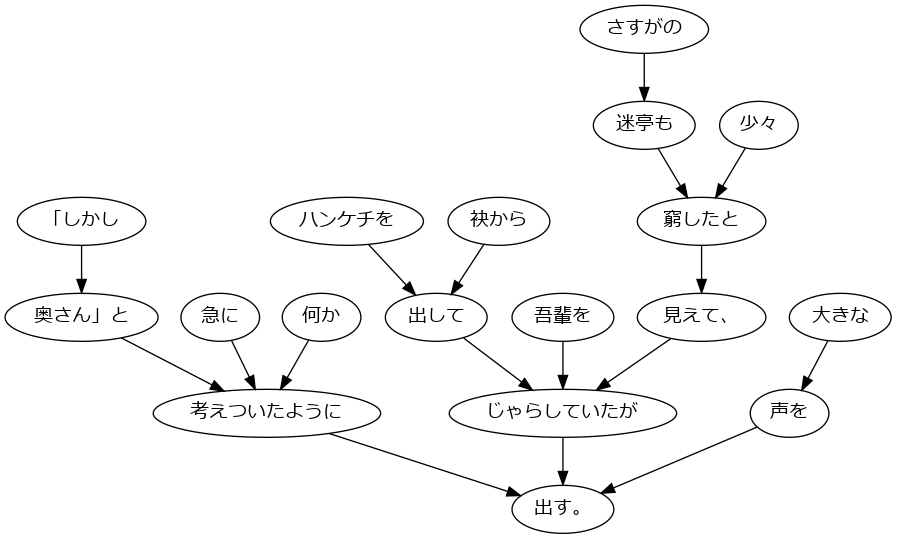 さすがの
迷亭も
少々
「しかし
ハンケチを
袂から
窮したと
奥さん」と
急に
何か
出して
吾輩を
見えて、
大きな
考えついたように
じゃらしていたが
声を
出す。